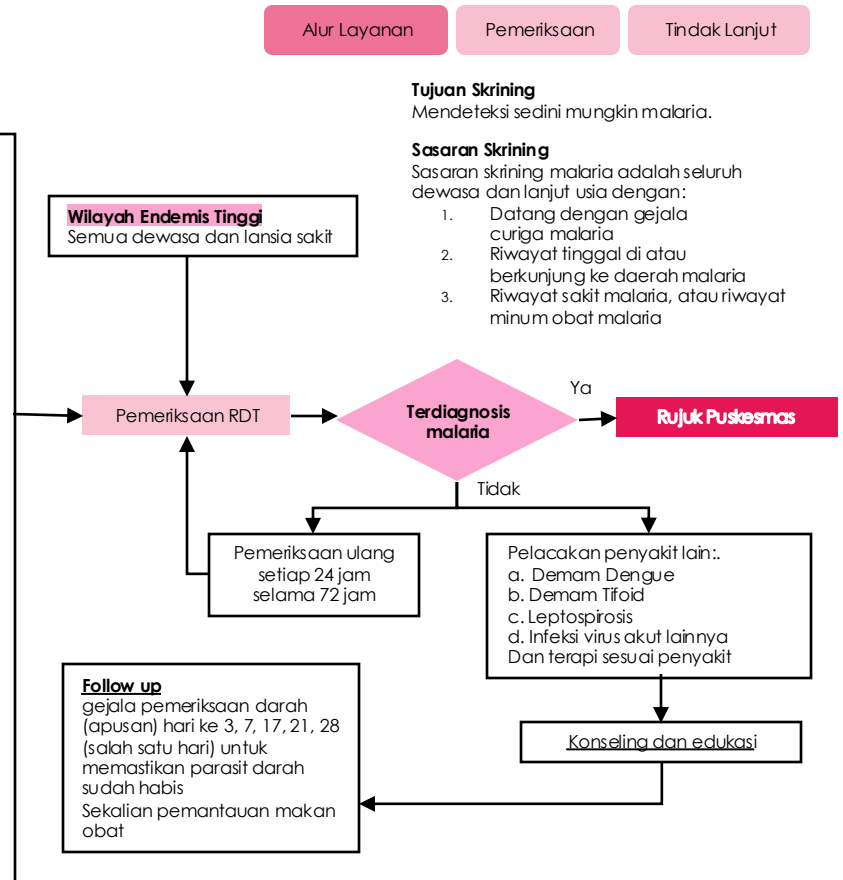 Alur Layanan
Pemeriksaan
Tindak Lanjut
Tujuan Skrining
Mendeteksi sedini mungkin malaria.
Sasaran Skrining
Sasaran skrining malaria adalah seluruh
dewasa dan lanjut usia dengan:
1. Datang dengan gejala
curiga malaria
2. Riwayat tinggal di atau
berkunjung ke daerah malaria
3. Riwayat sakit malaria, atau riwayat
minum obat malaria
Wilayah Endemis Tinggi
Semua dewasa dan lansia sakit
Pemeriksaan RDT
Terdiagnosis
malaria
Ya
Rujuk Puskesmas
Tidak
Pemeriksaan ulang
setiap 24 jam
selama 72 jam
Pelacakan penyakit lain:.
a. Demam Dengue
b. Demam Tifoid
c. Leptospirosis
d. Infeksi virus akut lainnya
Dan terapi sesuai penyakit
Konseling dan edukasi
Follow up
gejala pemeriksaan darah
(apusan) hari ke 3, 7, 17, 21, 28
(salah satu hari) untuk
memastikan parasit darah
sudah habis
Sekalian pemantauan makan
obat